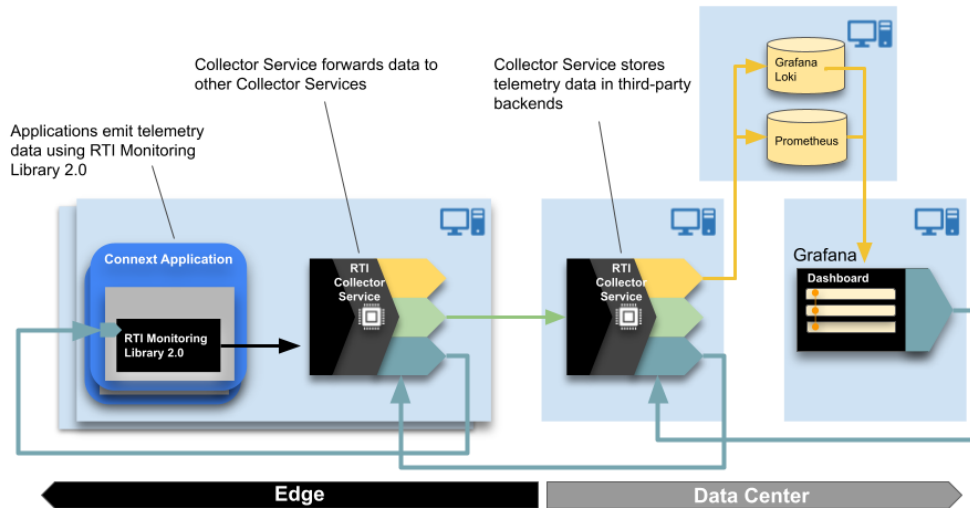 Collector Service forwards data to
other Collector Services
Collector Service stores
telemetry data in third-party
backends
Grafana
Loki
Prometheus
Applications emit telemetry
data using RTI Monitoring
Library 2.0
Connext Application
RTI Monitoring
Library 2.0
RTI
Collector
Service
RTI
Collector
Service
Grafana
Dashboard
Edge
Data Center